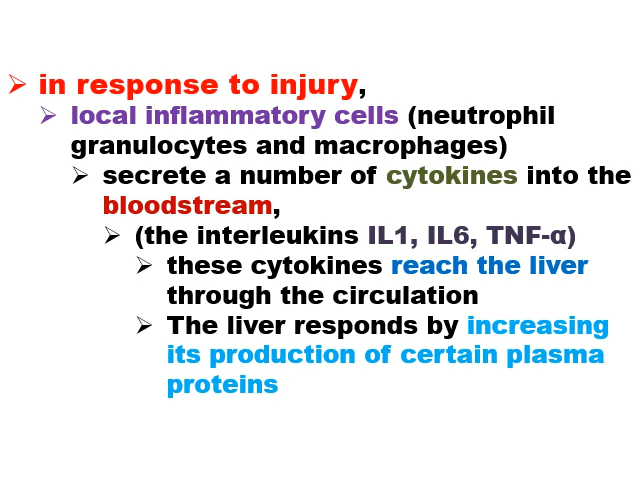 in response to injury,
local inflammatory cells (neutrophil
granulocytes and macrophages)
secrete a number of cytokines into the
bloodstream,
(the interleukins IL1, IL6, TNF-α)
these cytokines reach the liver
through the circulation
The liver responds by increasing
its production of certain plasma
proteins